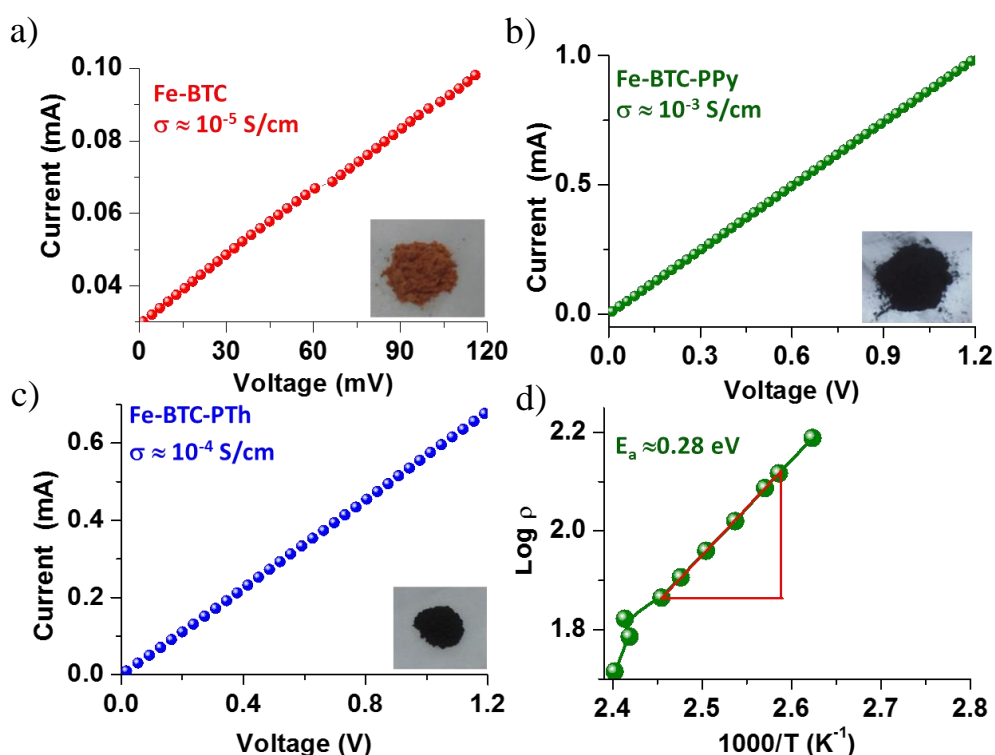 a)
0.10
0.08
0.06
0.04
Current (mA)
Fe-BTC
σ ≈ 10⁻⁵ S/cm
0 30 60 90 120
Voltage (mV)
b)
1.0
0.5
0.0
Current (mA)
Fe-BTC-PPy
σ ≈ 10⁻³ S/cm
0.0 0.3 0.6 0.9 1.2
Voltage (V)
c)
0.6
0.4
0.2
0.0
Current (mA)
Fe-BTC-PTh
σ ≈ 10⁻⁴ S/cm
0.0 0.4 0.8 1.2
Voltage (V)
d)
2.2
2.0
1.8
Log ρ
Eₐ ≈0.28 eV
2.4 2.5 2.6 2.7 2.8
1000/T (K⁻¹)